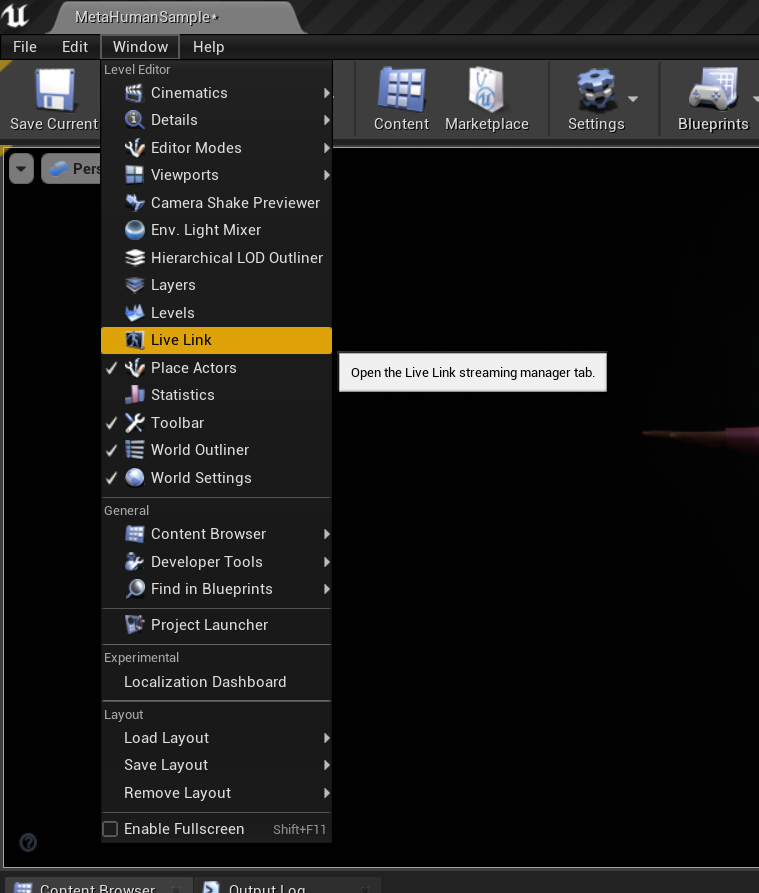 MetaHumanSample*
File Edit Window Help
Save Current
Content
Marketplace
Settings
Blueprints
Level Editor
Cinematics
Details
Editor Modes
Viewports
Camera Shake Previewer
Env. Light Mixer
Hierarchical LOD Outliner
Layers
Levels
Live Link
Open the Live Link streaming manager tab.
Place Actors
Statistics
Toolbar
World Outliner
World Settings
General
Content Browser
Developer Tools
Find in Blueprints
Project Launcher
Experimental
Localization Dashboard
Layout
Load Layout
Save Layout
Remove Layout
Enable Fullscreen Shift+F11
Pers
Content Browser
Output Log